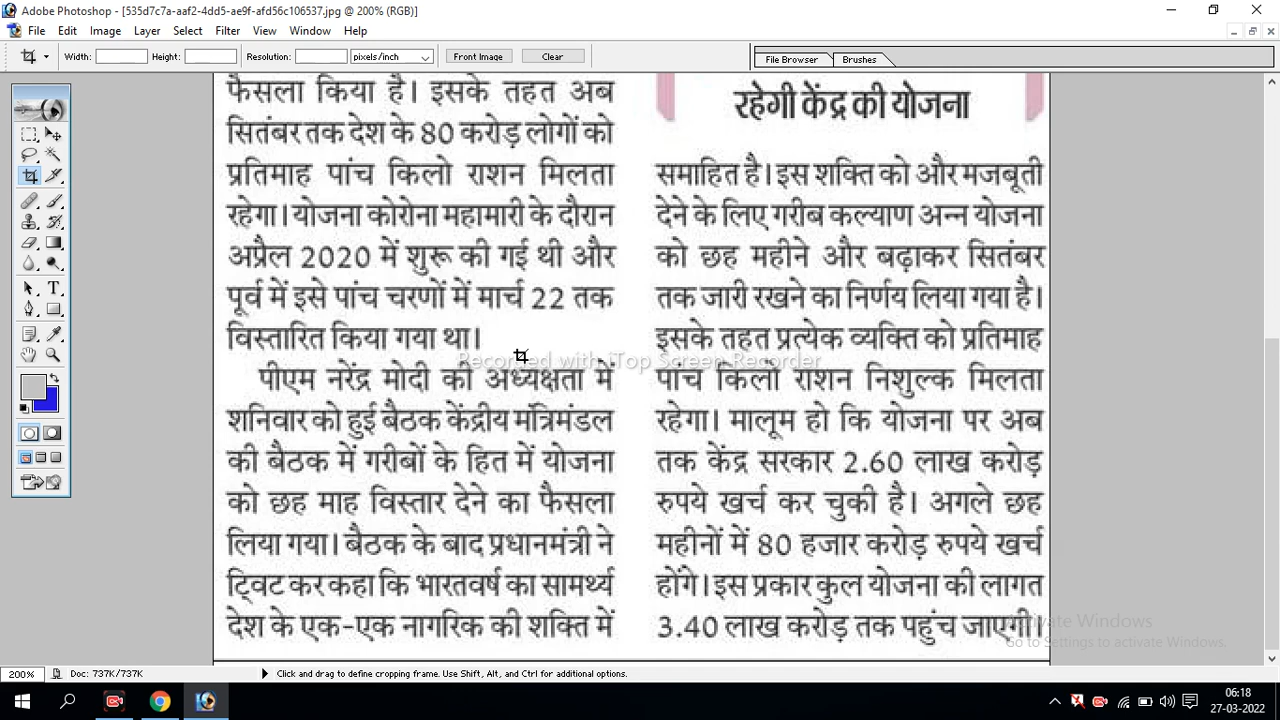 Adobe Photoshop - [535d7c7a-aaf2-4dd5-ae9f-afd56c106537.jpg @ 200% (RGB)]
File Edit Image Layer Select Filter View Window Help
Width: Height: Resolution: pixels/inch Front Image Clear File Browser Brushes
फैसला किया है। इसके तहत अब
सितंबर तक देश के 80 करोड़ लोगों को
प्रतिमाह पांच किलो राशन मिलता
रहेगा। योजना कोरोना महामारी के दौरान
अप्रैल 2020 में शुरू की गई थी और
पूर्व में इसे पांच चरणों में मार्च 22 तक
विस्तारित किया गया था।
पीएम नरेंद्र मोदी की अध्यक्षता में
शनिवार को हुई बैठक केंद्रीय मंत्रिमंडल
की बैठक में गरीबों के हित में योजना
को छह माह विस्तार देने का फैसला
लिया गया। बैठक के बाद प्रधानमंत्री ने
ट्विट कर कहा कि भारतवर्ष का सामर्थ्य
देश के एक-एक नागरिक की शक्ति में
रहेगी केंद्र की योजना
समाहित है। इस शक्ति को और मजबूती
देने के लिए गरीब कल्याण अन्न योजना
को छह महीने और बढ़ाकर सितंबर
तक जारी रखने का निर्णय लिया गया है।
इसके तहत प्रत्येक व्यक्ति को प्रतिमाह
पांच किलो राशन निशुल्क मिलता
रहेगा। मालूम हो कि योजना पर अब
तक केंद्र सरकार 2.60 लाख करोड़
रुपये खर्च कर चुकी है। अगले छह
महीनों में 80 हजार करोड़ रुपये खर्च
होंगे। इस प्रकार कुल योजना की लागत
3.40 लाख करोड़ तक पहुंच जाएगी।
Recorded with iTop Screen Recorder
Activate Windows
Go to Settings to activate Windows.
200% Doc: 737K/737K Click and drag to define cropping frame. Use Shift, Alt, and Ctrl for additional options.
06:18
27-03-2022